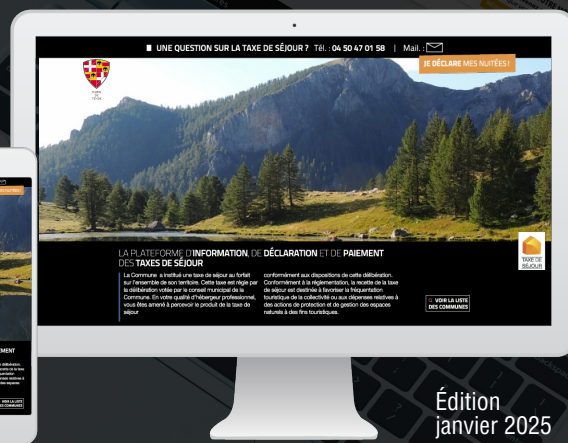 UNE QUESTION SUR LA TAXE DE SÉJOUR ? Tél. : 04 50 47 01 58 | Mail. :
JE DÉCLARE MES NUITÉES !
LA PLATEFORME D'INFORMATION, DE DÉCLARATION ET DE PAIEMENT
DES TAXES DE SÉJOUR
La Commune a institué une taxe de séjour au forfait
sur l'ensemble de son territoire. Cette taxe est régie par
la délibération votée par le conseil municipal de la
Commune. En votre qualité d'hébergeur professionnel,
vous êtes amené à percevoir le produit de la taxe de
séjour
conformément aux dispositions de cette délibération.
Conformément à la réglementation, la recette de la taxe
de séjour est destinée à favoriser la fréquentation
touristique de la collectivité ou aux dépenses relatives à
des actions de protection et de gestion des espaces
naturels à des fins touristiques.
VOIR LA LISTE
DES COMMUNES
TAXE DE
SÉJOUR
Édition
janvier 2025